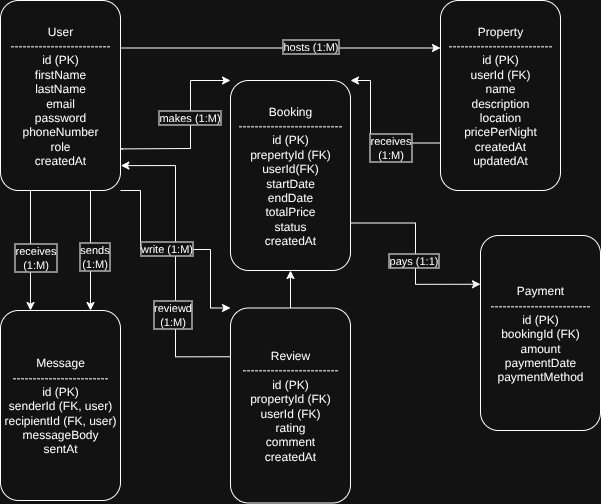 User
id (PK)
firstName
lastName
email
password
phoneNumber
role
createdAt
hosts (1:M)
Property
id (PK)
userId (FK)
name
description
location
pricePerNight
createdAt
updatedAt
makes (1:M)
Booking
id (PK)
prepertyId (FK)
userId(FK)
startDate
endDate
totalPrice
status
createdAt
receives
(1:M)
receives
(1:M)
sends
(1:M)
write (1:M)
pays (1:1)
reviewd
(1:M)
Message
id (PK)
senderId (FK, user)
recipientId (FK, user)
messageBody
sentAt
Review
id (PK)
propertyId (FK)
userId (FK)
rating
comment
createdAt
Payment
id (PK)
bookingId (FK)
amount
paymentDate
paymentMethod